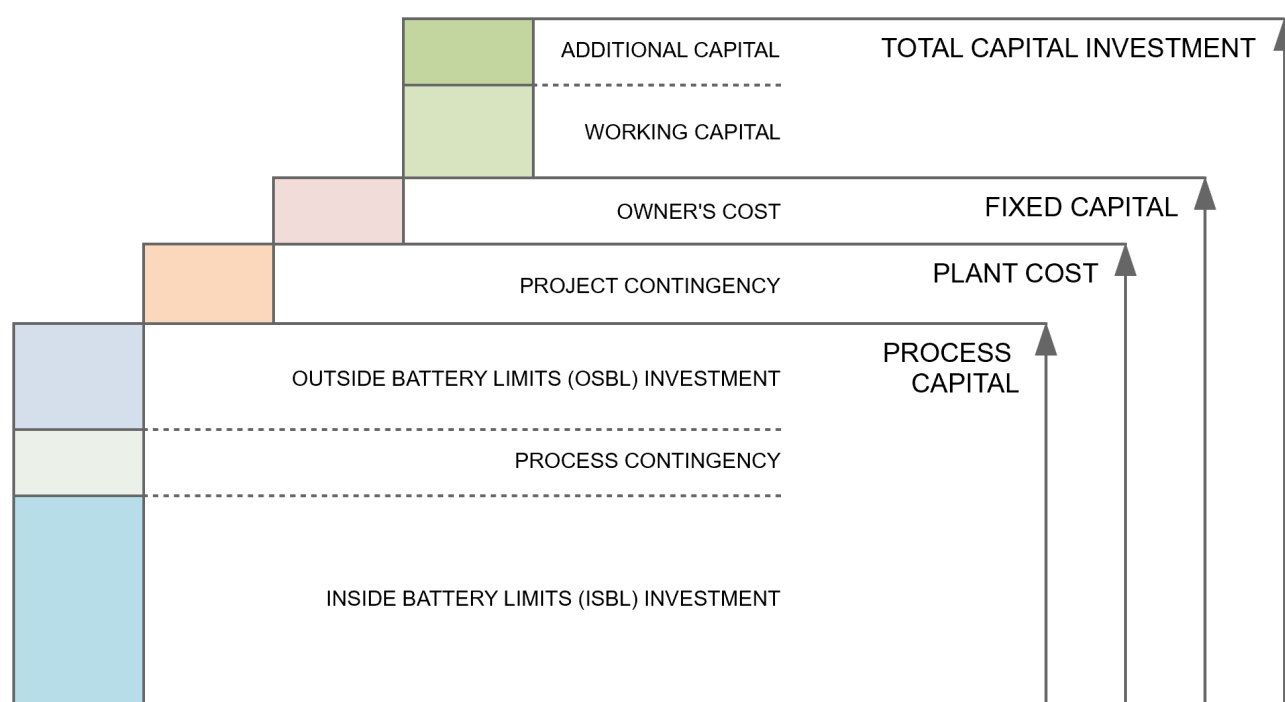 ADDITIONAL CAPITAL
TOTAL CAPITAL INVESTMENT
WORKING CAPITAL
OWNER'S COST
FIXED CAPITAL
PROJECT CONTINGENCY
PLANT COST
OUTSIDE BATTERY LIMITS (OSBL) INVESTMENT
PROCESS
CAPITAL
PROCESS CONTINGENCY
INSIDE BATTERY LIMITS (ISBL) INVESTMENT